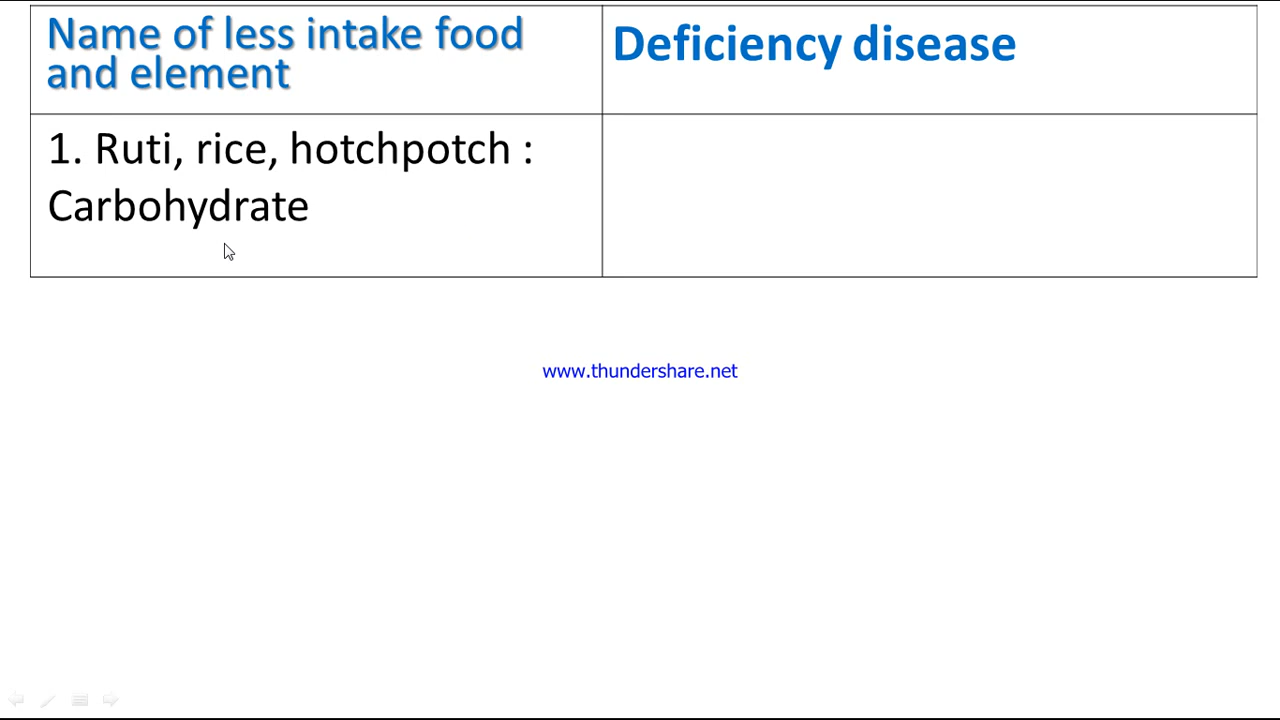 Name of less intake food
and element
Deficiency disease
1. Ruti, rice, hotchpotch :
Carbohydrate
www.thundershare.net